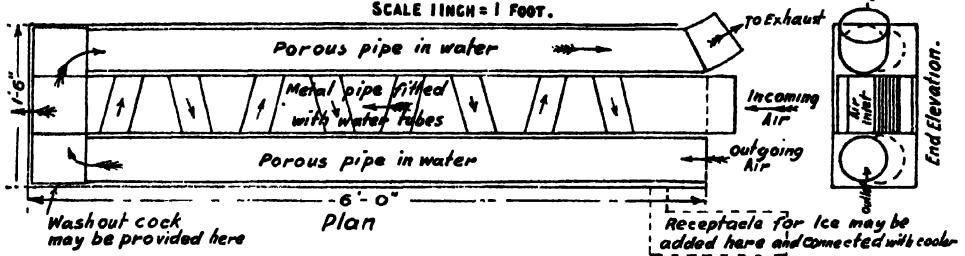 SCALE 1 INCH = 1 FOOT.
To Exhaust
Porous pipe in water
1'-6"
Metal pipe fitted
with water tubes
Incoming
Air
Air
Inlet
End Elevation.
Porous pipe in water
Outgoing
Air
Outlet
6'-0"
Plan
Washout cock
may be provided here
Receptacle for Ice may be
added here and connected with cooler